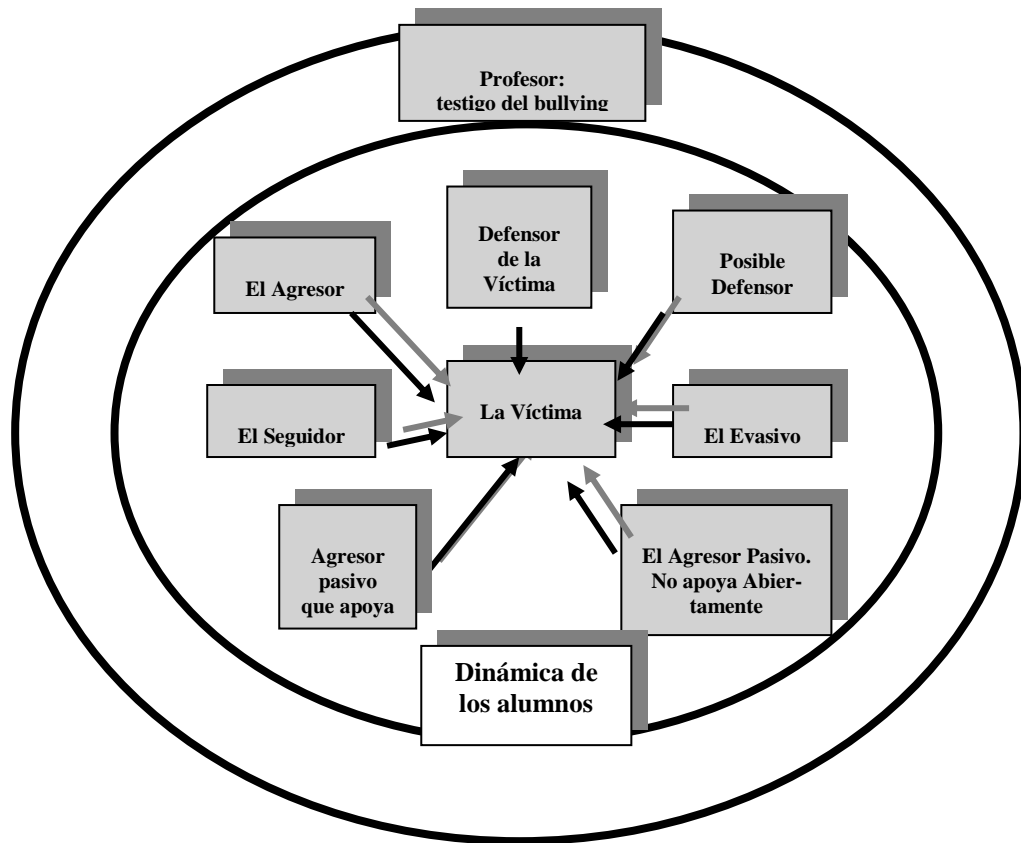 Profesor:
testigo del bullying
Defensor
de la
Víctima
Posible
Defensor
El Agresor
La Víctima
El Seguidor
El Evasivo
Agresor
pasivo
que apoya
El Agresor Pasivo.
No apoya Abier-
tamente
Dinámica de
los alumnos